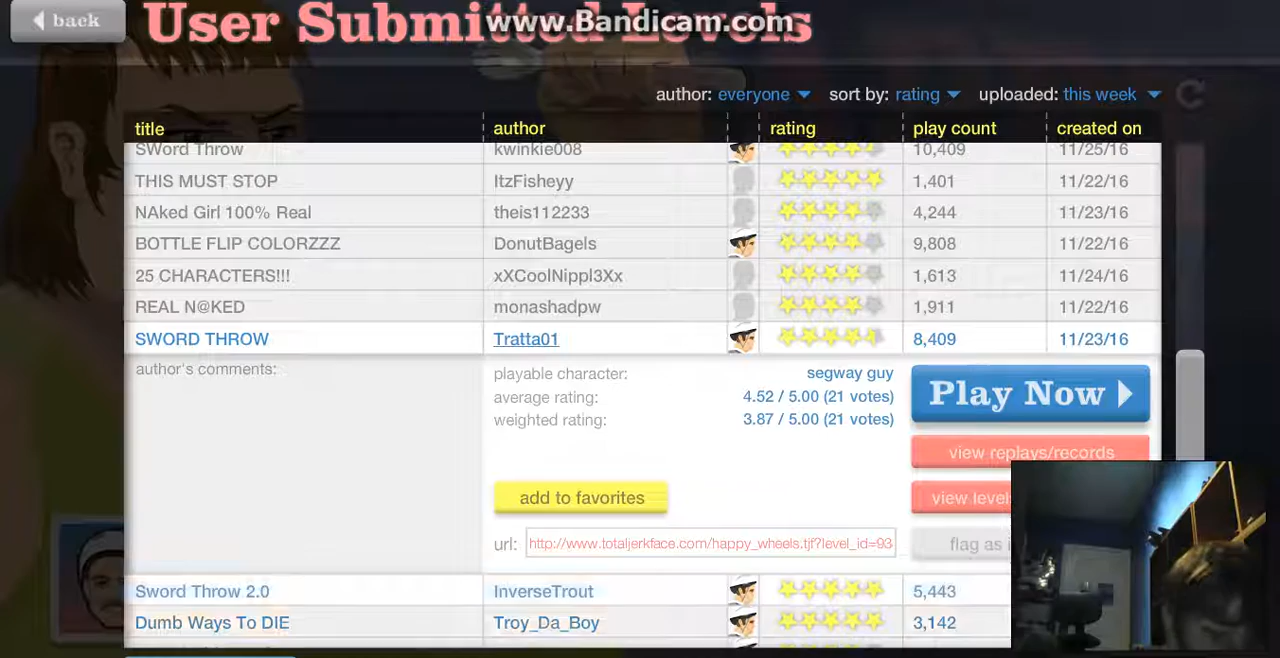 back
User Submitted Levels
www.Bandicam.com
author: everyone sort by: rating uploaded: this week
title author rating play count created on
SWord Throw kwinkie008 10,409 11/25/16
THIS MUST STOP ItzFisheyy 1,401 11/22/16
NAked Girl 100% Real theis112233 4,244 11/23/16
BOTTLE FLIP COLORZZZ DonutBagels 9,808 11/22/16
25 CHARACTERS!!! xXCoolNippl3Xx 1,613 11/24/16
REAL N@KED monashadpw 1,911 11/22/16
SWORD THROW Tratta01 8,409 11/23/16
author's comments:
playable character: segway guy
average rating: 4.52 / 5.00 (21 votes)
weighted rating: 3.87 / 5.00 (21 votes)
Play Now
view replays/records
add to favorites
view level
url: http://www.totaljerkface.com/happy_wheels.tjf?level_id=93
flag as i
Sword Throw 2.0 InverseTrout 5,443
Dumb Ways To DIE Troy_Da_Boy 3,142